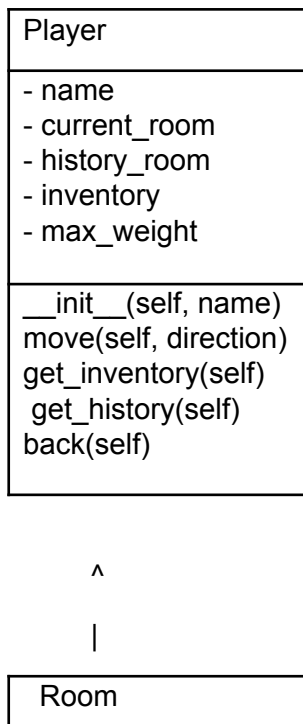 Player
- name
- current_room
- history_room
- inventory
- max_weight
__init__(self, name)
move(self, direction)
get_inventory(self)
get_history(self)
back(self)
^
|
Room